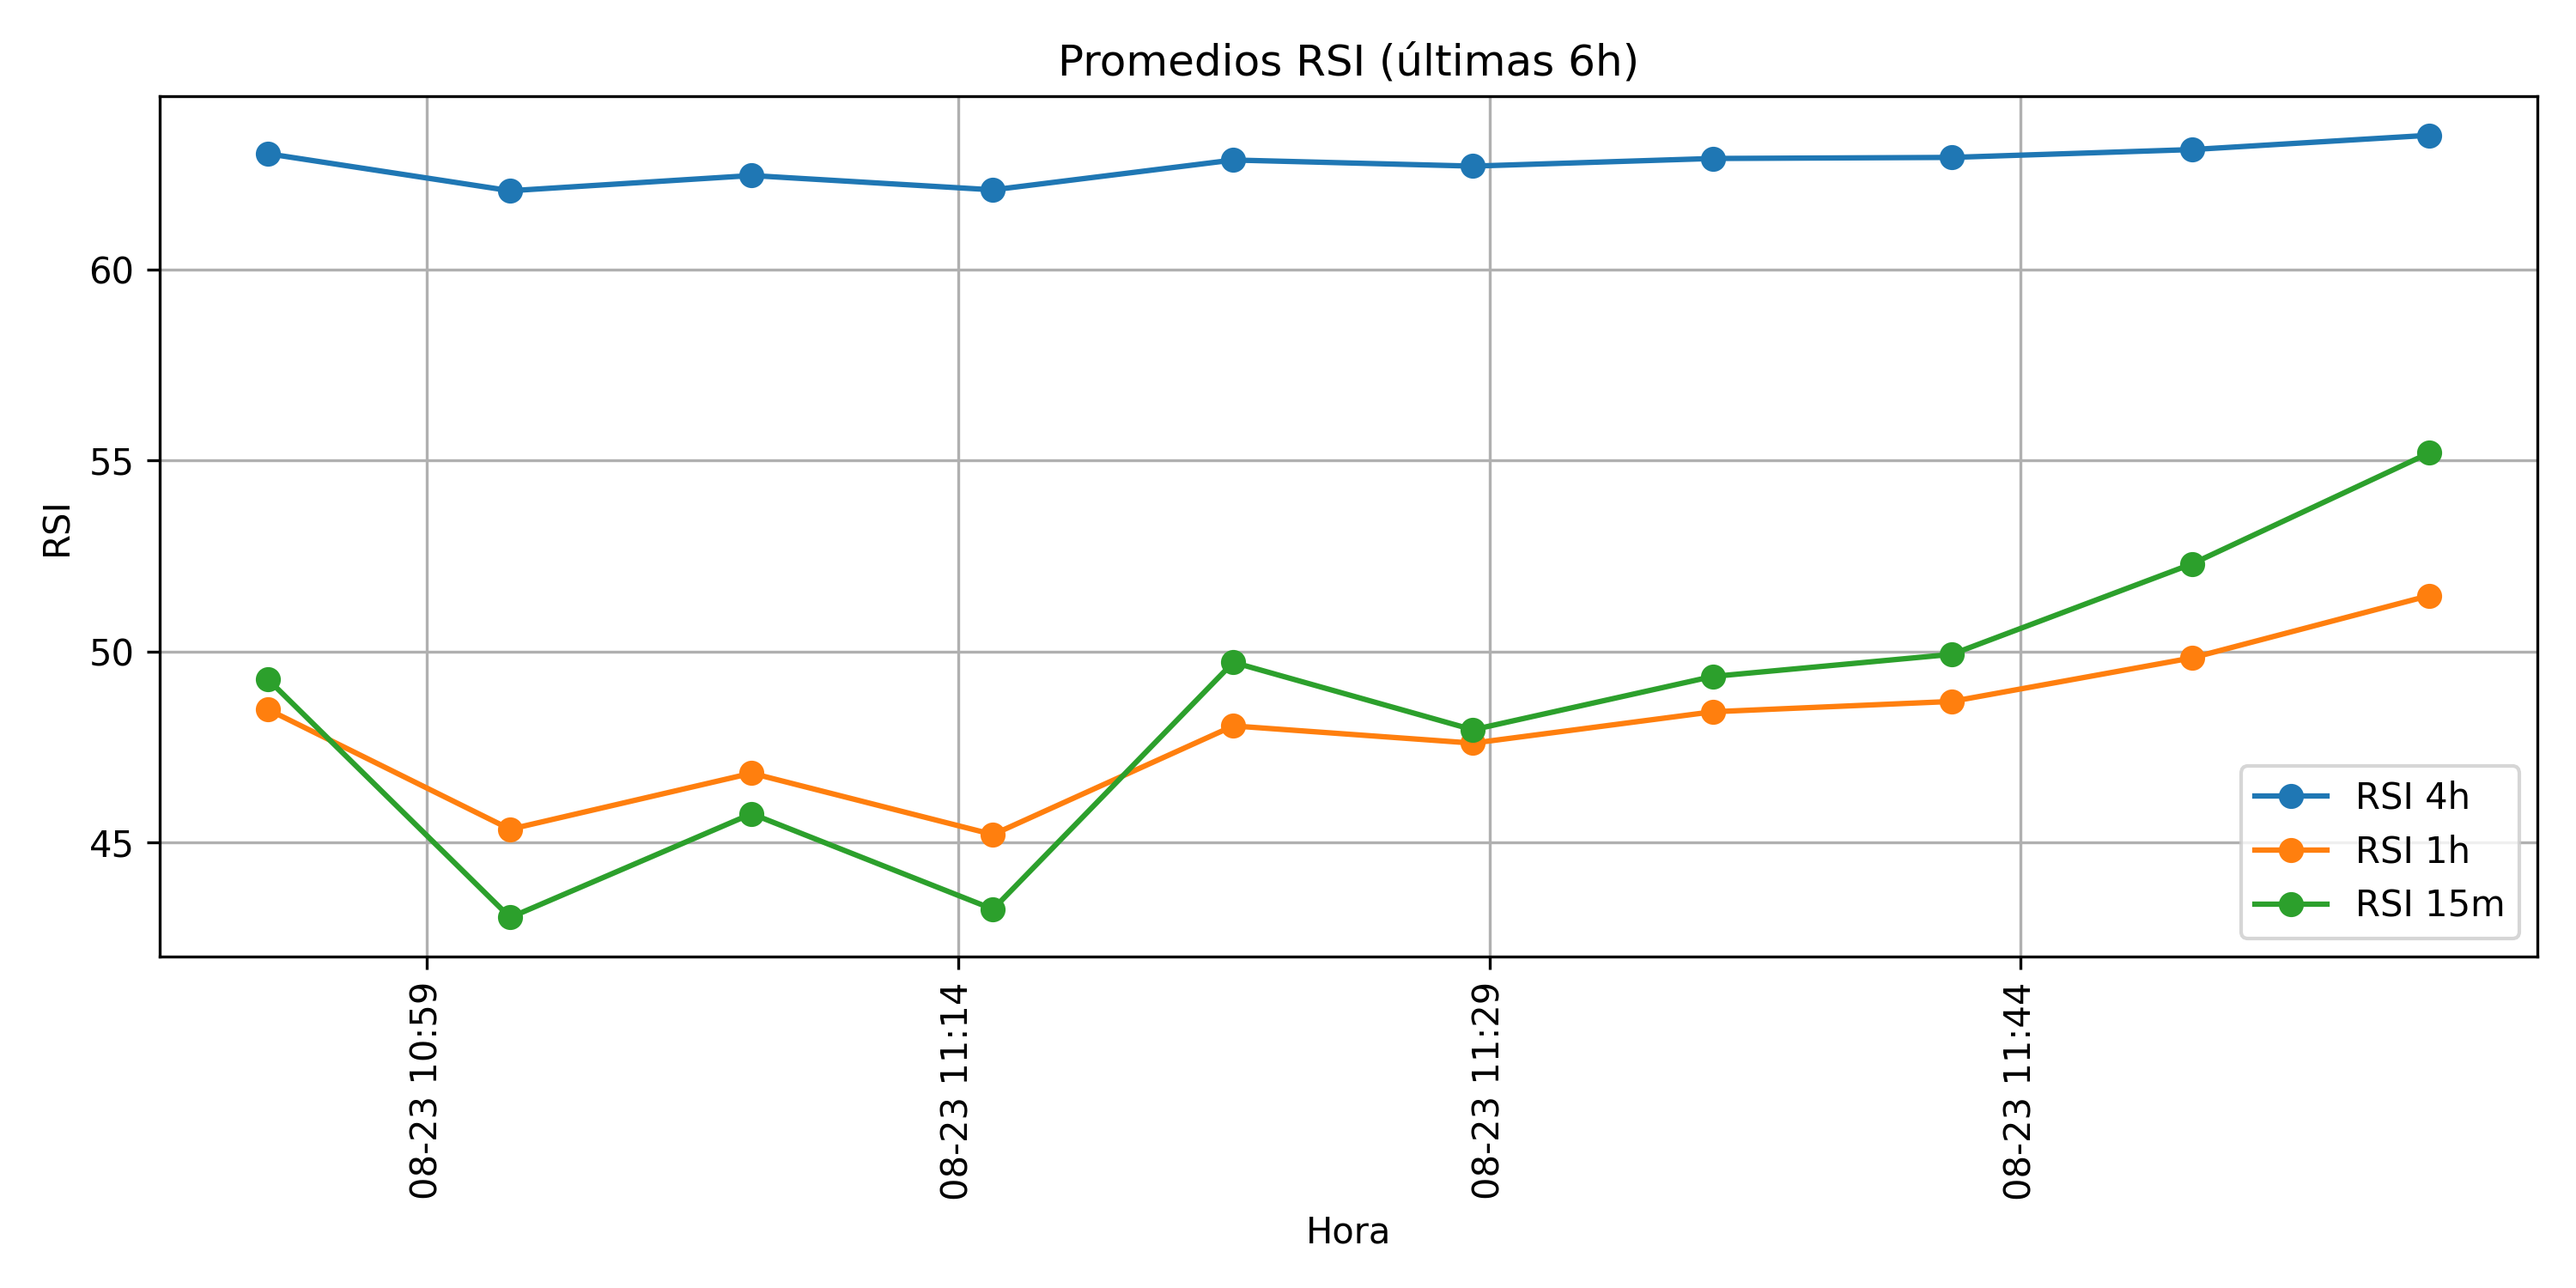 Promedios RSI (últimas 6h)
RSI
60
55
50
45
RSI 4h
RSI 1h
RSI 15m
08-23 10:59
08-23 11:14
08-23 11:29
08-23 11:44
Hora